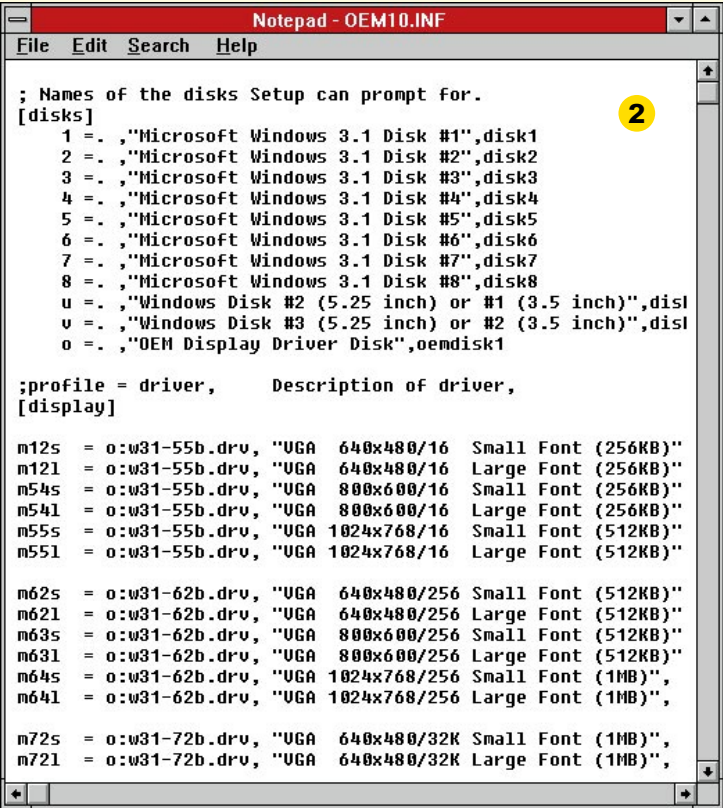 Notepad - OEM10.INF
File Edit Search Help
; Names of the disks Setup can prompt for.
2
[disks]
    1 =. ,"Microsoft Windows 3.1 Disk #1",disk1
    2 =. ,"Microsoft Windows 3.1 Disk #2",disk2
    3 =. ,"Microsoft Windows 3.1 Disk #3",disk3
    4 =. ,"Microsoft Windows 3.1 Disk #4",disk4
    5 =. ,"Microsoft Windows 3.1 Disk #5",disk5
    6 =. ,"Microsoft Windows 3.1 Disk #6",disk6
    7 =. ,"Microsoft Windows 3.1 Disk #7",disk7
    8 =. ,"Microsoft Windows 3.1 Disk #8",disk8
    u =. ,"Windows Disk #2 (5.25 inch) or #1 (3.5 inch)",dis
    v =. ,"Windows Disk #3 (5.25 inch) or #2 (3.5 inch)",dis
    o =. ,"OEM Display Driver Disk",oemdisk1
;profile = driver,     Description of driver,
[display]
m12s  = o:w31-55b.drv, "VGA  640x480/16  Small Font (256KB)"
m12l  = o:w31-55b.drv, "VGA  640x480/16  Large Font (256KB)"
m54s  = o:w31-55b.drv, "VGA  800x600/16  Small Font (256KB)"
m54l  = o:w31-55b.drv, "VGA  800x600/16  Large Font (256KB)"
m55s  = o:w31-55b.drv, "VGA 1024x768/16  Small Font (512KB)"
m55l  = o:w31-55b.drv, "VGA 1024x768/16  Large Font (512KB)"
m62s  = o:w31-62b.drv, "VGA  640x480/256 Small Font (512KB)"
m62l  = o:w31-62b.drv, "VGA  640x480/256 Large Font (512KB)"
m63s  = o:w31-62b.drv, "VGA  800x600/256 Small Font (512KB)"
m63l  = o:w31-62b.drv, "VGA  800x600/256 Large Font (512KB)"
m64s  = o:w31-62b.drv, "VGA 1024x768/256 Small Font (1MB)",
m64l  = o:w31-62b.drv, "VGA 1024x768/256 Large Font (1MB)",
m72s  = o:w31-72b.drv, "VGA  640x480/32K Small Font (1MB)",
m72l  = o:w31-72b.drv, "VGA  640x480/32K Large Font (1MB)",